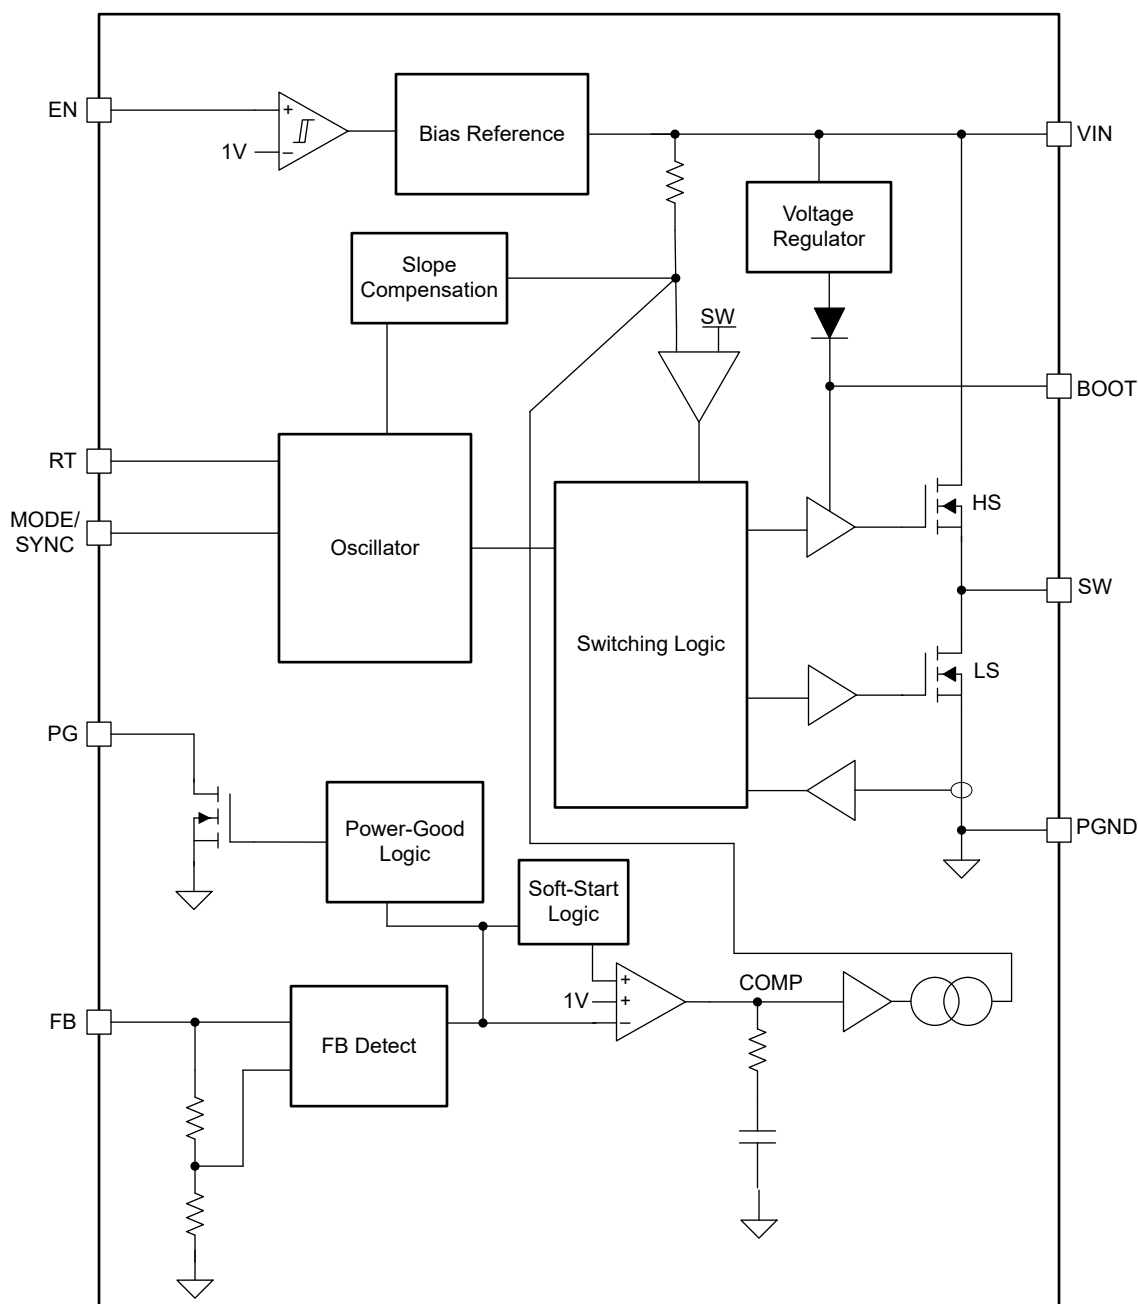 EN
+
1V
−
Bias Reference
VIN
Voltage
Regulator
Slope
Compensation
SW
BOOT
RT
MODE/
SYNC
Oscillator
HS
SW
Switching Logic
LS
PG
Power-Good
Logic
PGND
Soft-Start
Logic
FB
FB Detect
+
1V
+
−
COMP